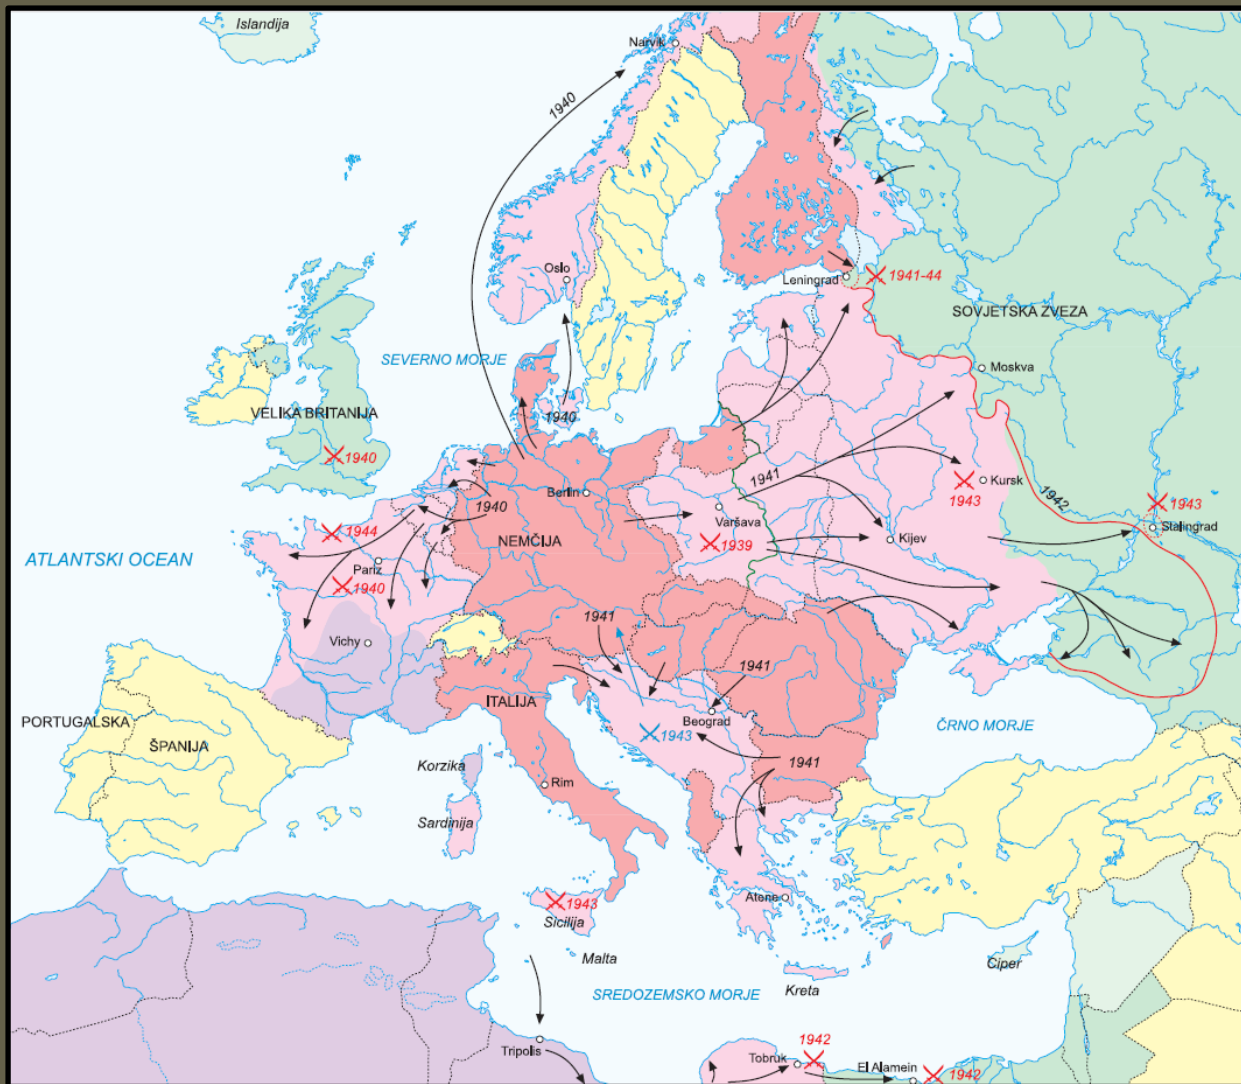 Islandija
Narvik
1940
Oslo
Leningrad
1941-44
SOVJETSKA ZVEZA
SEVERNO MORJE
Moskva
VELIKA BRITANIJA
1940
1940
1941
Kursk
1943
1942
1943
Stalingrad
Berlin
1940
Varšava
1939
Kijev
1944
NEMČIJA
ATLANTSKI OCEAN
Pariz
1940
1941
Vichy
1941
ITALIJA
PORTUGALSKA
Beograd
ČRNO MORJE
ŠPANIJA
1943
1941
Korzika
Rim
Sardinija
Atene
1943
Sicilija
Malta
Ciper
Kreta
SREDOZEMSKO MORJE
Tripolis
1942
Tobruk
El Alamein
1942